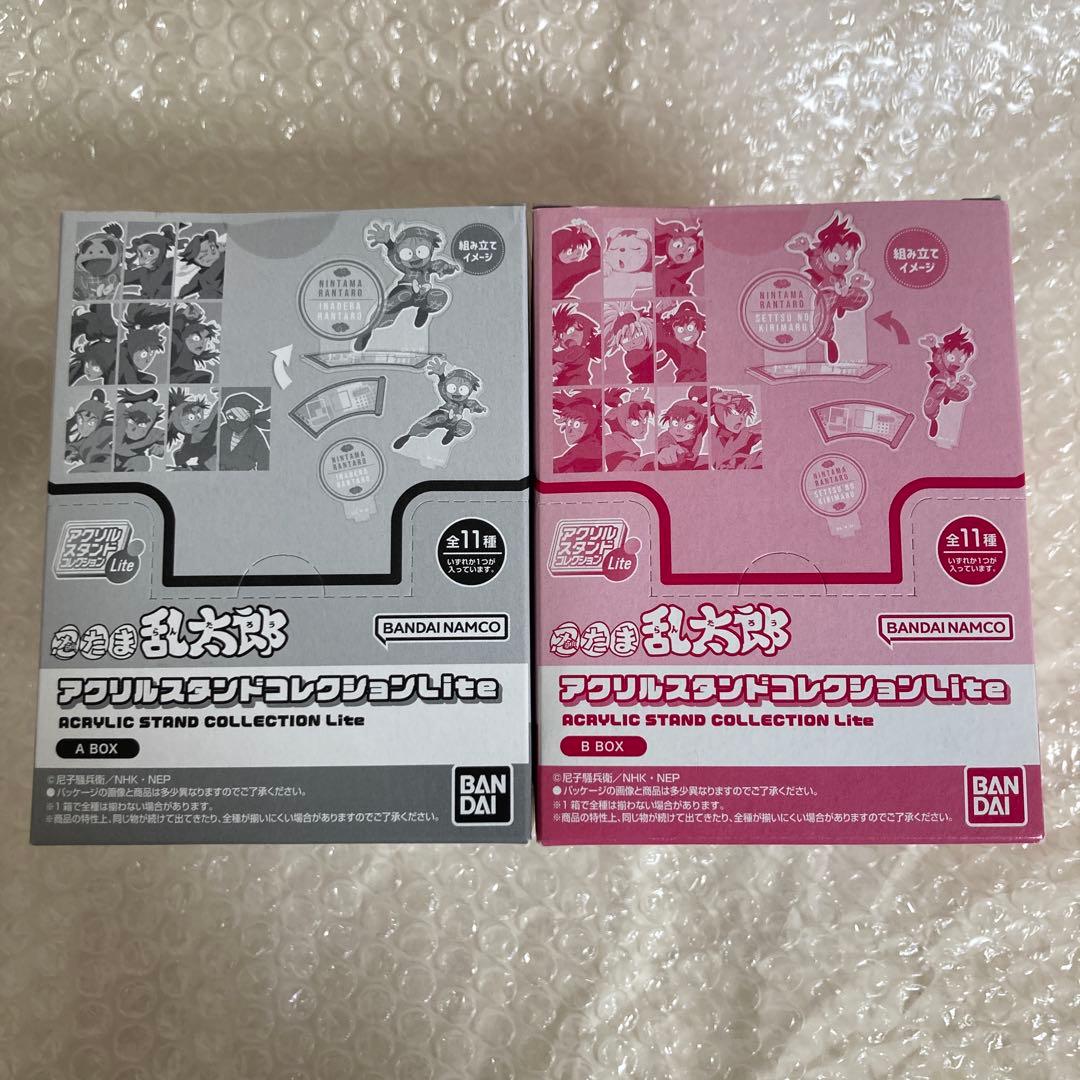 組み立て
イメージ
NINTAMA
RANTARO
INADERA
RANTARO
NINTAMA
RANTARO
INADERA
RANTARO
アクリル
スタンド
コレクション
Lite
全11種
いずれか1つが
入っています。
忍たま乱太郎
BANDAI NAMCO
アクリルスタンドコレクションLite
ACRYLIC STAND COLLECTION Lite
A BOX
©尼子騒兵衛／NHK・NEP
●パッケージの画像と商品は多少異なりますのでご了承ください。
※1箱で全種は揃わない場合があります。
※商品の特性上、同じ物が続けて出てきたり、全種が揃いにくい場合がありますのでご了承ください。
BAN
DAI
組み立て
イメージ
NINTAMA
RANTARO
SETTSU NO
KIRIMARU
NINTAMA
RANTARO
SETTSU NO
KIRIMARU
アクリル
スタンド
コレクション
Lite
全11種
いずれか1つが
入っています。
忍たま乱太郎
BANDAI NAMCO
アクリルスタンドコレクションLite
ACRYLIC STAND COLLECTION Lite
B BOX
©尼子騒兵衛／NHK・NEP
●パッケージの画像と商品は多少異なりますのでご了承ください。
※1箱で全種は揃わない場合があります。
※商品の特性上、同じ物が続けて出てきたり、全種が揃いにくい場合がありますのでご了承ください。
BAN
DAI